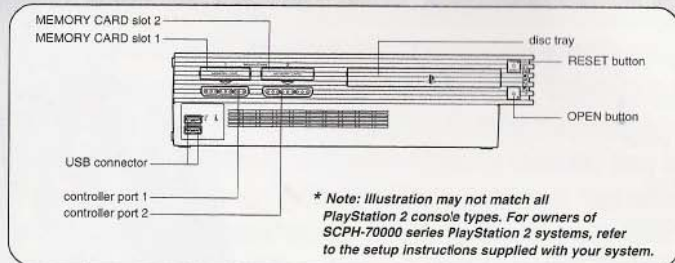 MEMORY CARD slot 2
MEMORY CARD slot 1
disc tray
RESET button
OPEN button
USB connector
controller port 1
controller port 2
* Note: Illustration may not match all
PlayStation 2 console types. For owners of
SCPH-70000 series PlayStation 2 systems, refer
to the setup instructions supplied with your system.